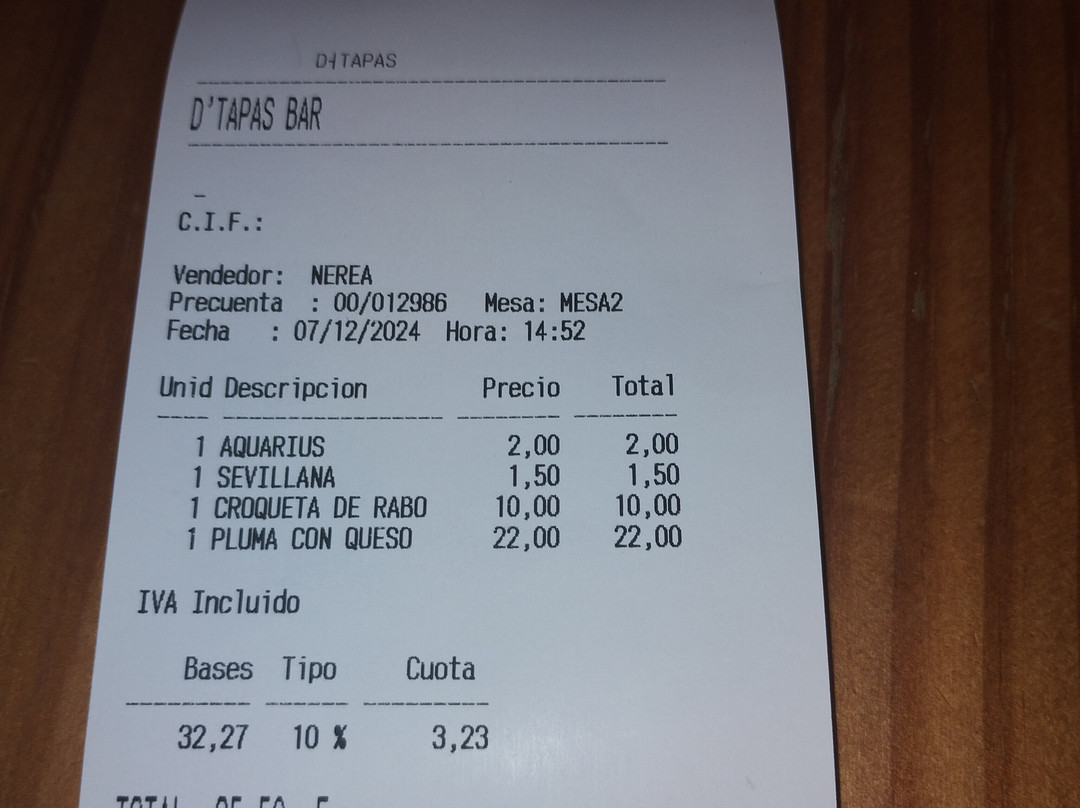 D'TAPAS
D'TAPAS BAR
C.I.F.:
Vendedor: NEREA
Precuenta : 00/012986 Mesa: MESA2
Fecha : 07/12/2024 Hora: 14:52
Unid Descripcion Precio Total
1 AQUARIUS 2,00 2,00
1 SEVILLANA 1,50 1,50
1 CROQUETA DE RABO 10,00 10,00
1 PLUMA CON QUESO 22,00 22,00
IVA Incluido
Bases Tipo Cuota
32,27 10 % 3,23
TOTAL